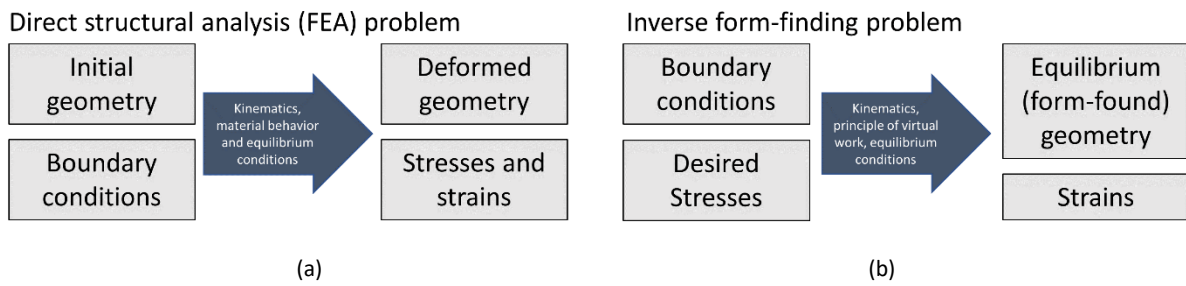 Direct structural analysis (FEA) problem
Initial
geometry
Boundary
conditions
Kinematics,
material behavior
and equilibrium
conditions
Deformed
geometry
Stresses and
strains
(a)
Inverse form-finding problem
Boundary
conditions
Desired
Stresses
Kinematics,
principle of virtual
work, equilibrium
conditions
Equilibrium
(form-found)
geometry
Strains
(b)